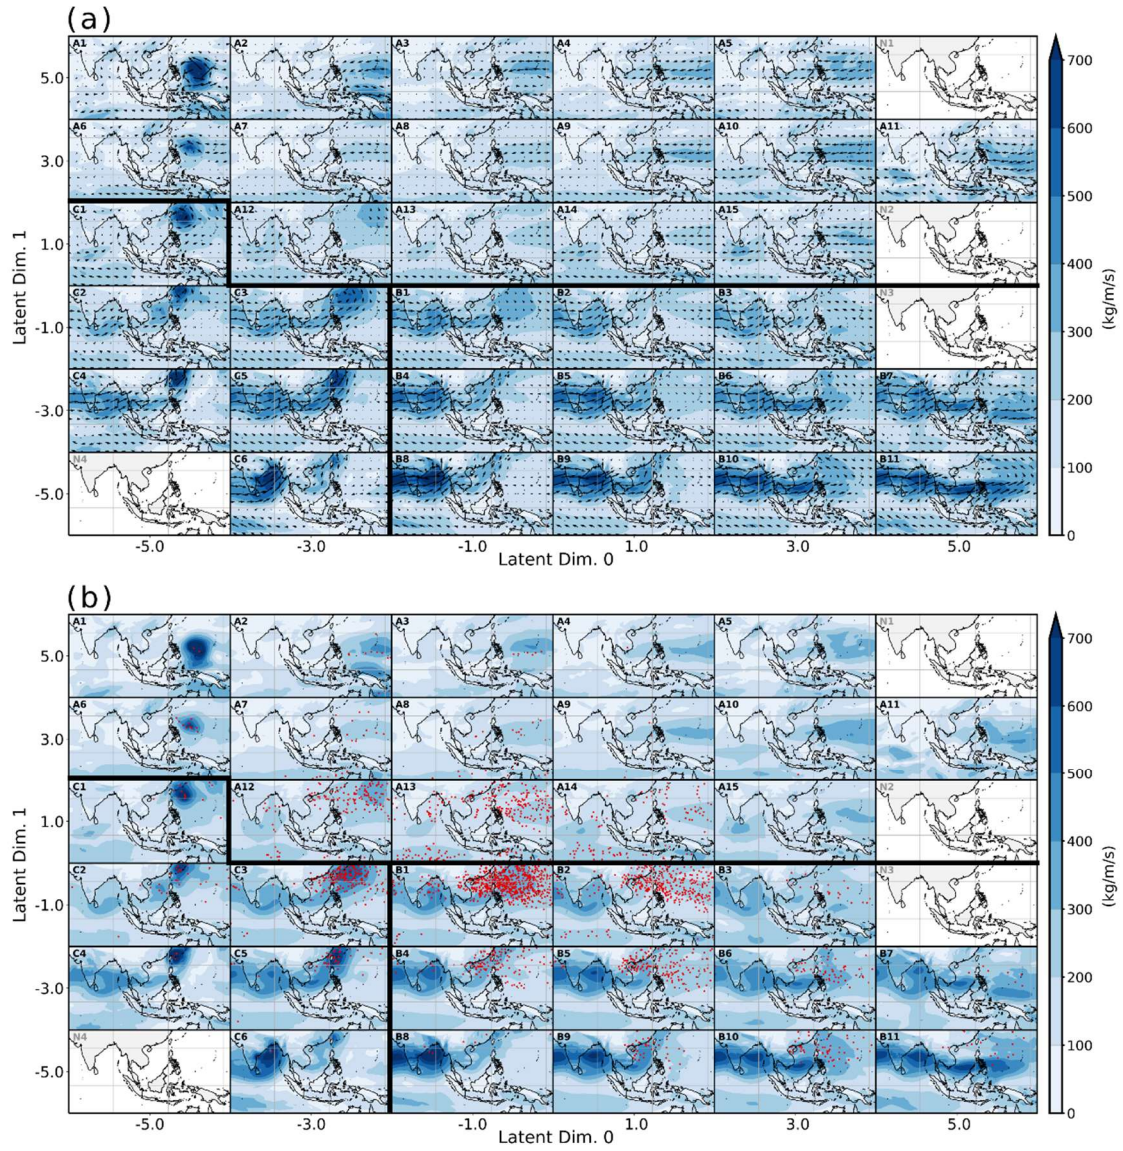 (a)
A1 A2 A3 A4 A5 N1
A6 A7 A8 A9 A10 A11
C1 A12 A13 A14 A15 N2
C2 C3 B1 B2 B3 N3
C4 C5 B4 B5 B6 B7
N4 C6 B8 B9 B10 B11
5.0
3.0
1.0
-1.0
-3.0
-5.0
Latent Dim. 1
-5.0 -3.0 -1.0 1.0 3.0 5.0
Latent Dim. 0
700
600
500
400
300
200
100
0
(kg/m/s)
(b)
A1 A2 A3 A4 A5 N1
A6 A7 A8 A9 A10 A11
C1 A12 A13 A14 A15 N2
C2 C3 B1 B2 B3 N3
C4 C5 B4 B5 B6 B7
N4 C6 B8 B9 B10 B11
5.0
3.0
1.0
-1.0
-3.0
-5.0
Latent Dim. 1
-5.0 -3.0 -1.0 1.0 3.0 5.0
Latent Dim. 0
700
600
500
400
300
200
100
0
(kg/m/s)